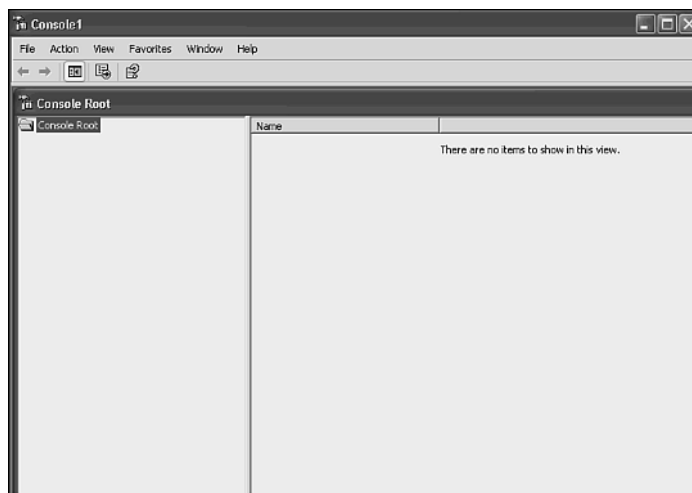 Console1
File Action View Favorites Window Help
Console Root
Console Root
Name
There are no items to show in this view.